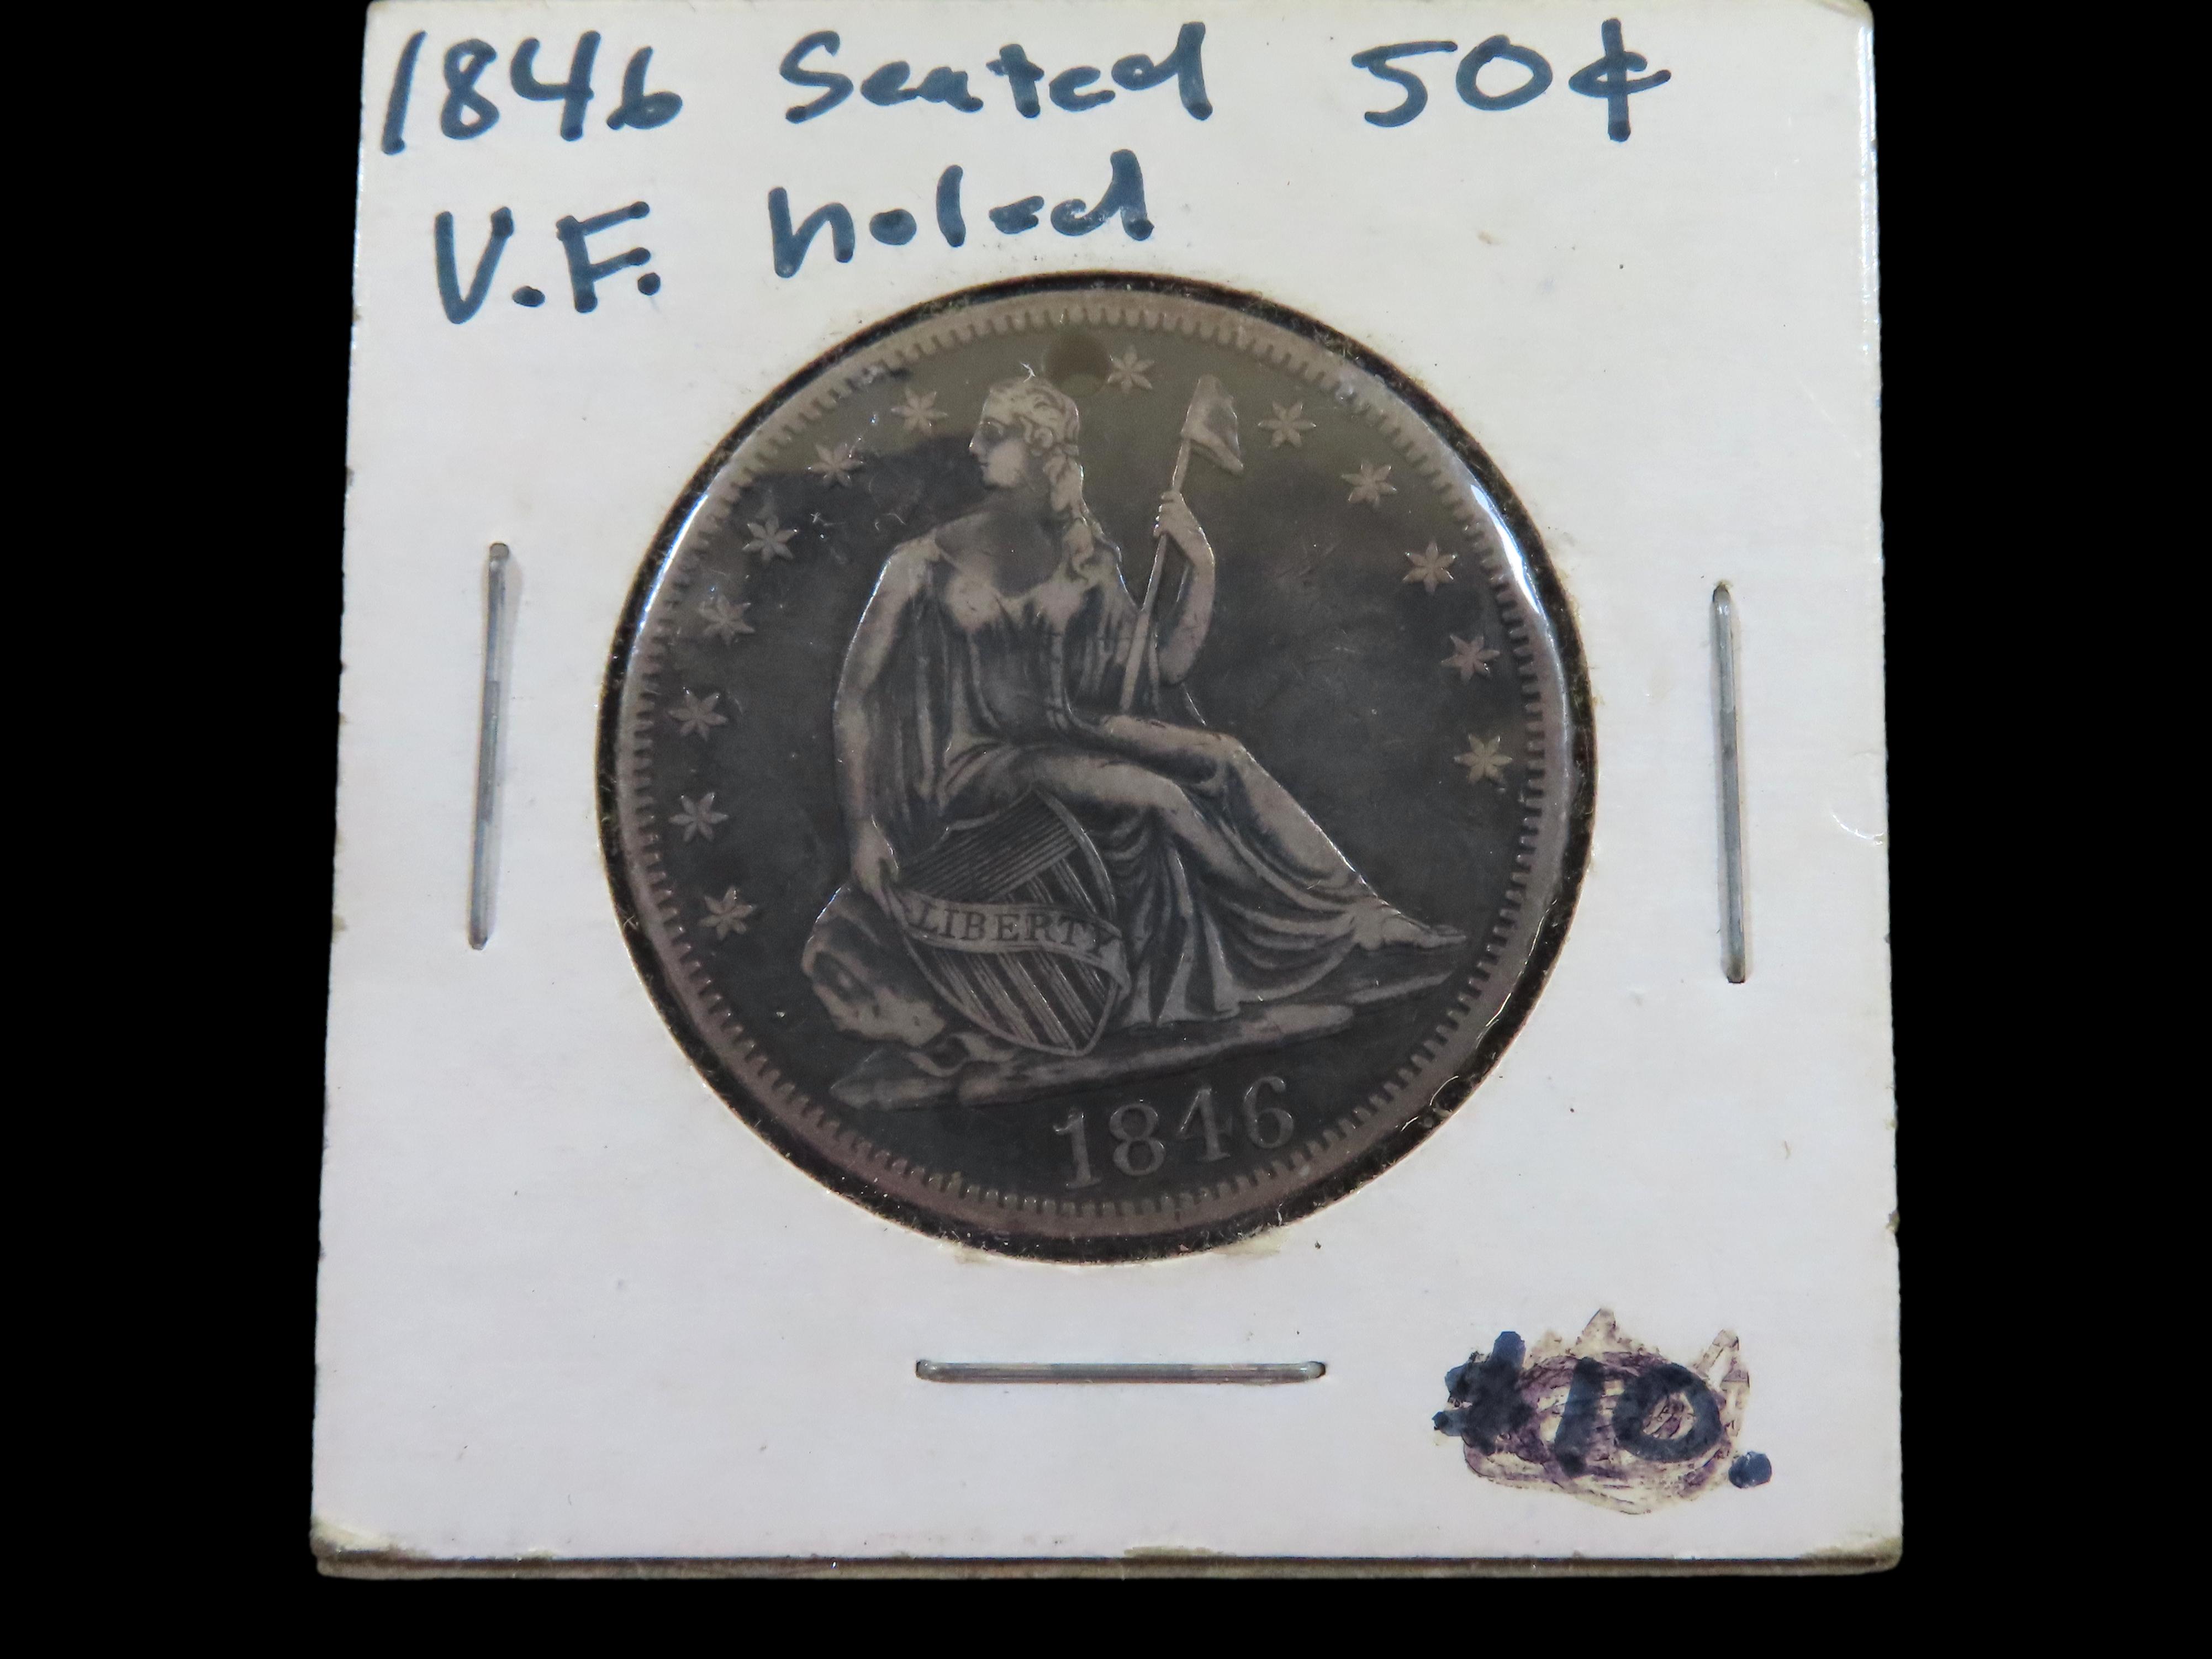 1846 Seated 50¢
V.F. holed
LIBERTY
1846
$10.